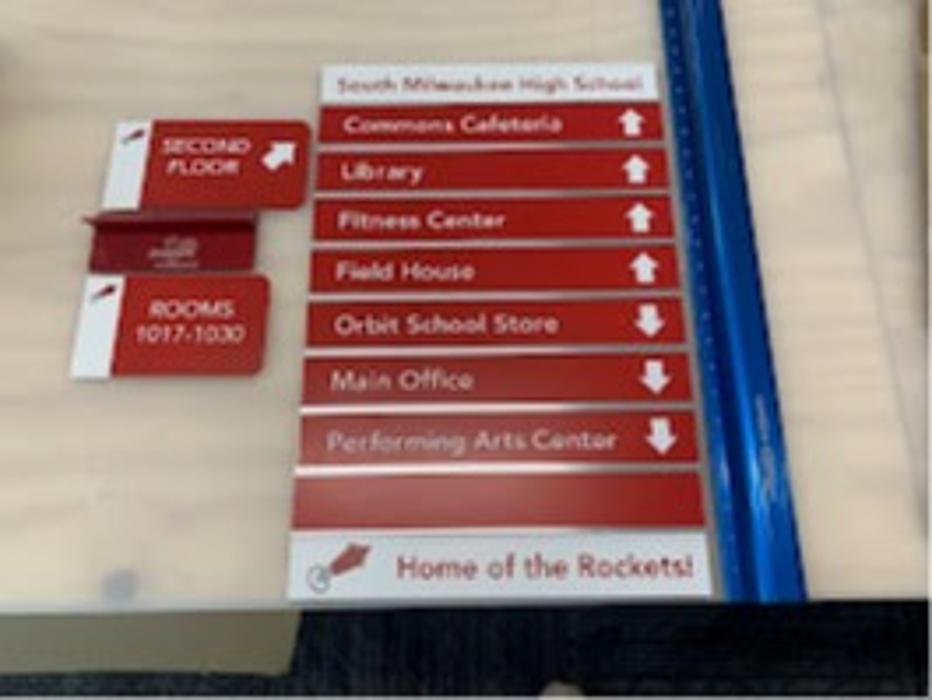 South Milwaukee High School
Commons Cafeteria
Library
Fitness Center
Field House
Orbit School Store
Main Office
Performing Arts Center
Home of the Rockets!
SECOND
FLOOR
ROOMS
1017-1030